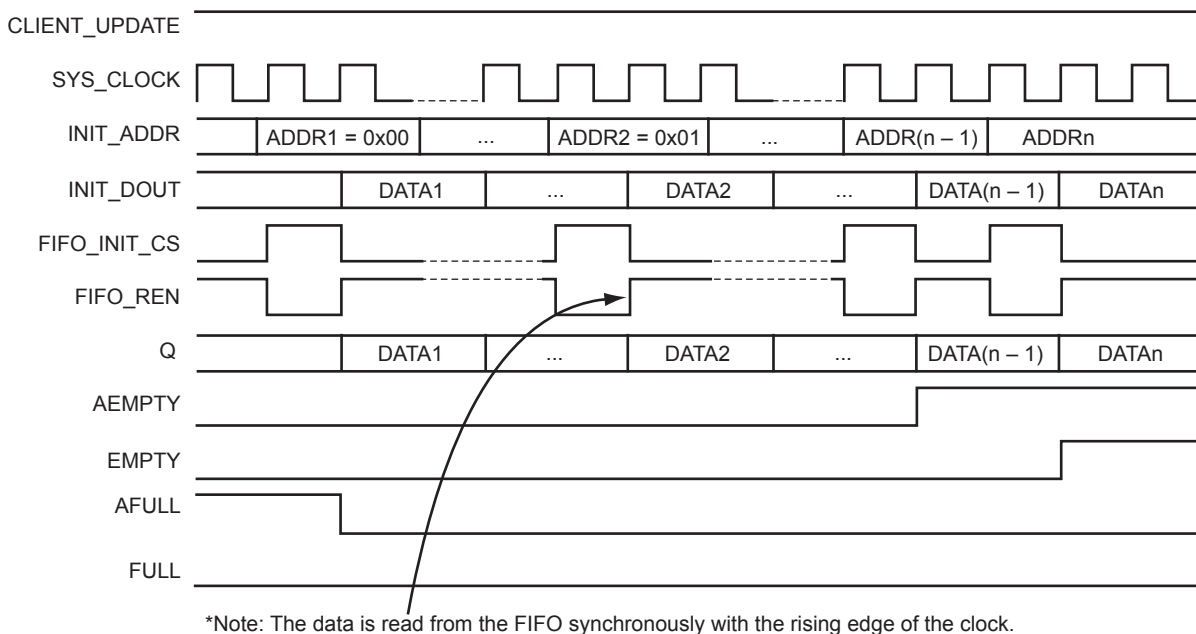 CLIENT_UPDATE
SYS_CLOCK
INIT_ADDR ADDR1 = 0x00 ... ADDR2 = 0x01 ... ADDR(n – 1) ADDRn
INIT_DOUT DATA1 ... DATA2 ... DATA(n – 1) DATAn
FIFO_INIT_CS
FIFO_REN
Q DATA1 ... DATA2 ... DATA(n – 1) DATAn
AEMPTY
EMPTY
AFULL
FULL
*Note: The data is read from the FIFO synchronously with the rising edge of the clock.